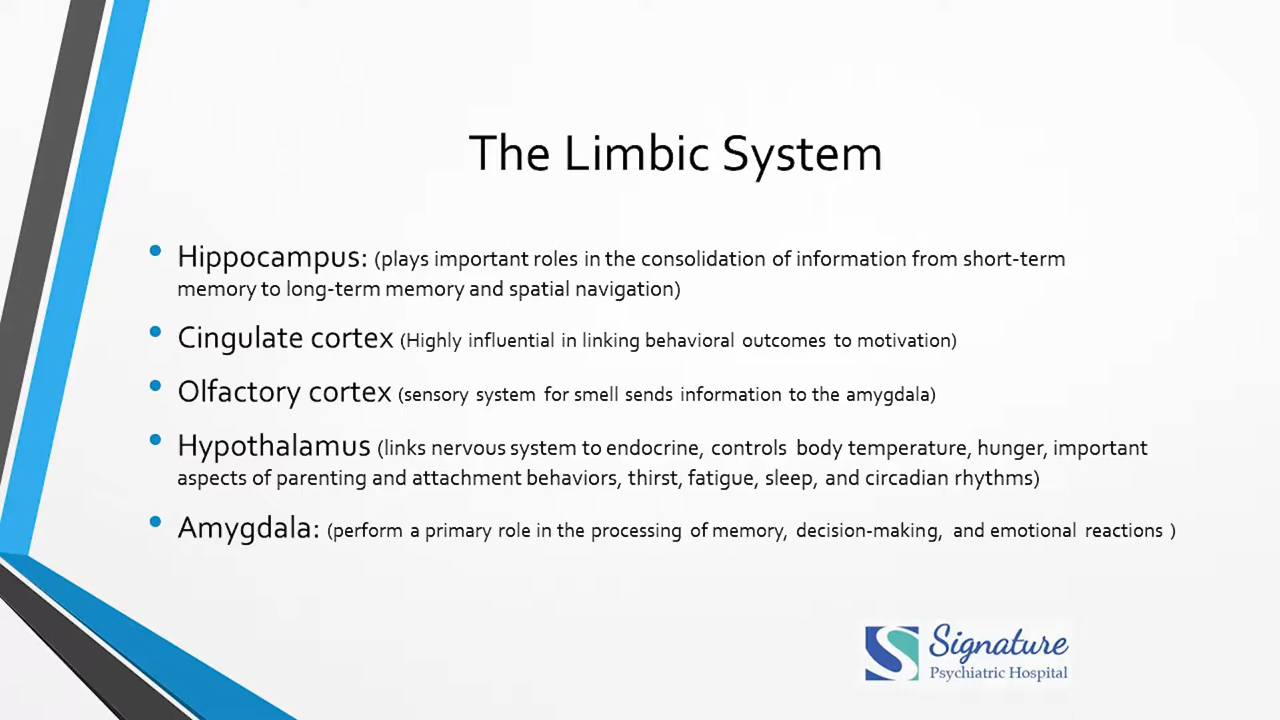 The Limbic System
• Hippocampus: (plays important roles in the consolidation of information from short-term
memory to long-term memory and spatial navigation)
• Cingulate cortex (Highly influential in linking behavioral outcomes to motivation)
• Olfactory cortex (sensory system for smell sends information to the amygdala)
• Hypothalamus (links nervous system to endocrine, controls body temperature, hunger, important
aspects of parenting and attachment behaviors, thirst, fatigue, sleep, and circadian rhythms)
• Amygdala: (perform a primary role in the processing of memory, decision-making, and emotional reactions )
Signature
Psychiatric Hospital